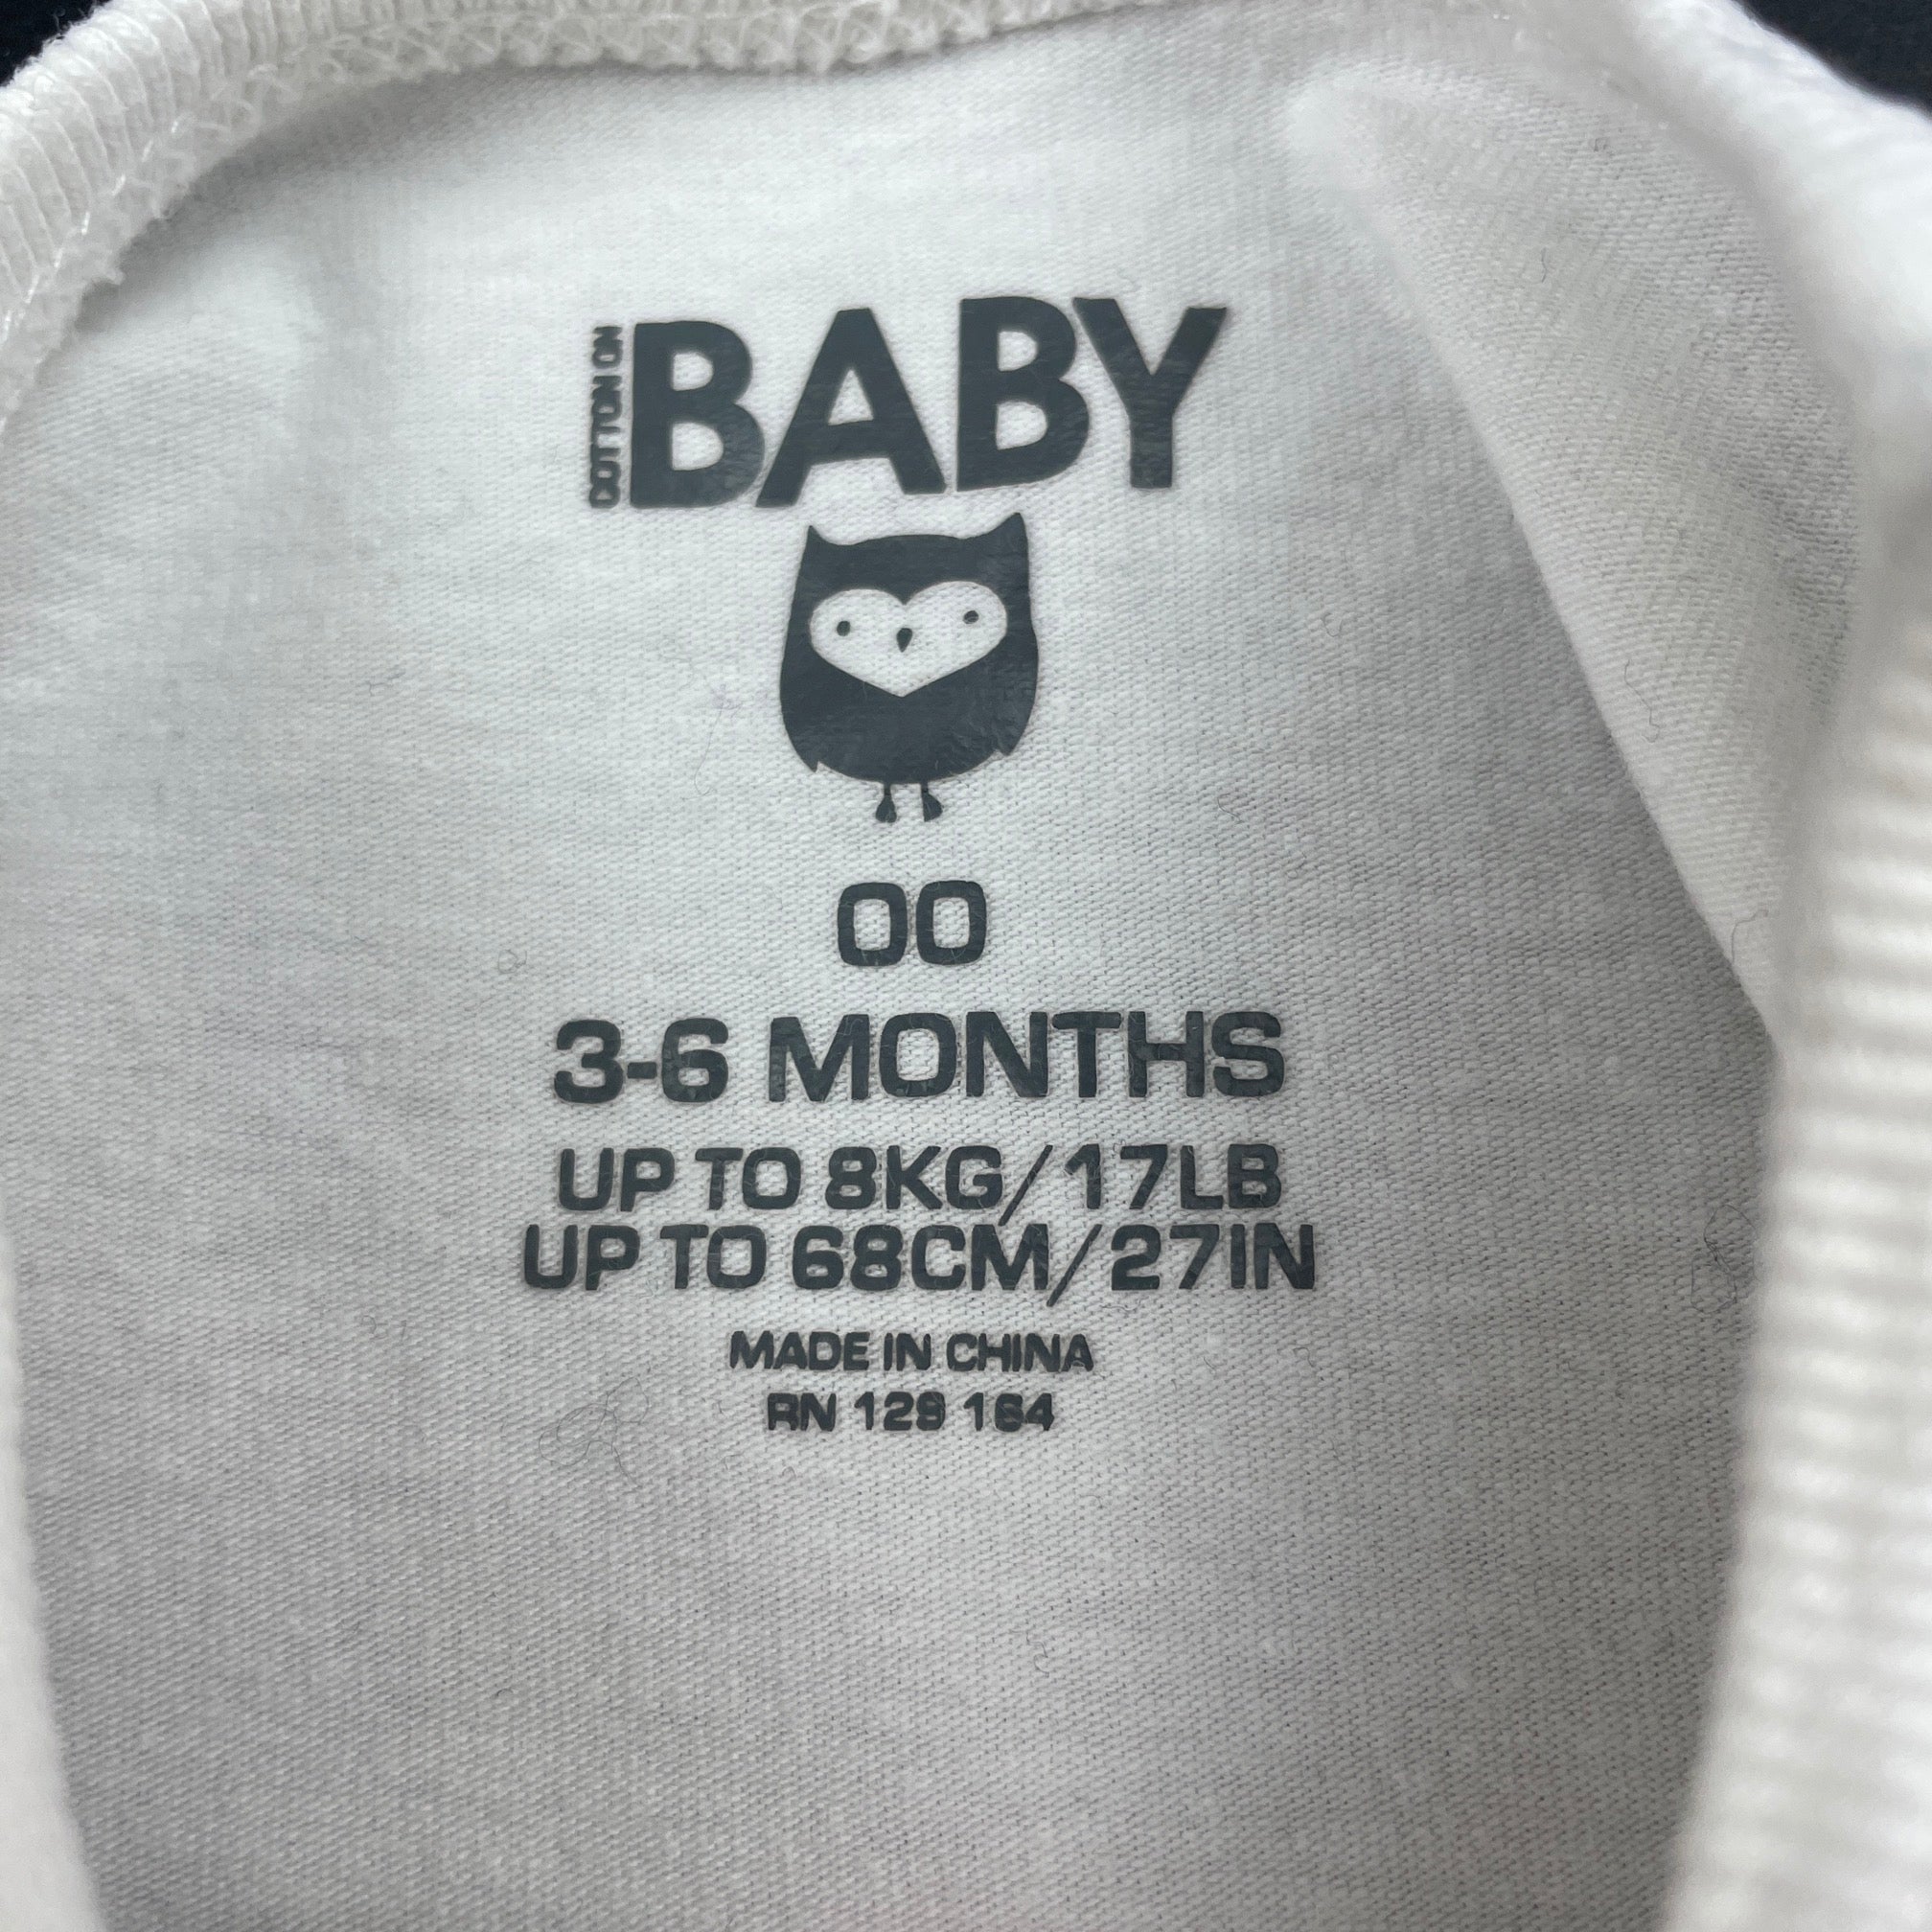 COTTON ON
BABY
00
3-6 MONTHS
UP TO 8KG/17LB
UP TO 68CM/27IN
MADE IN CHINA
RN 129 164